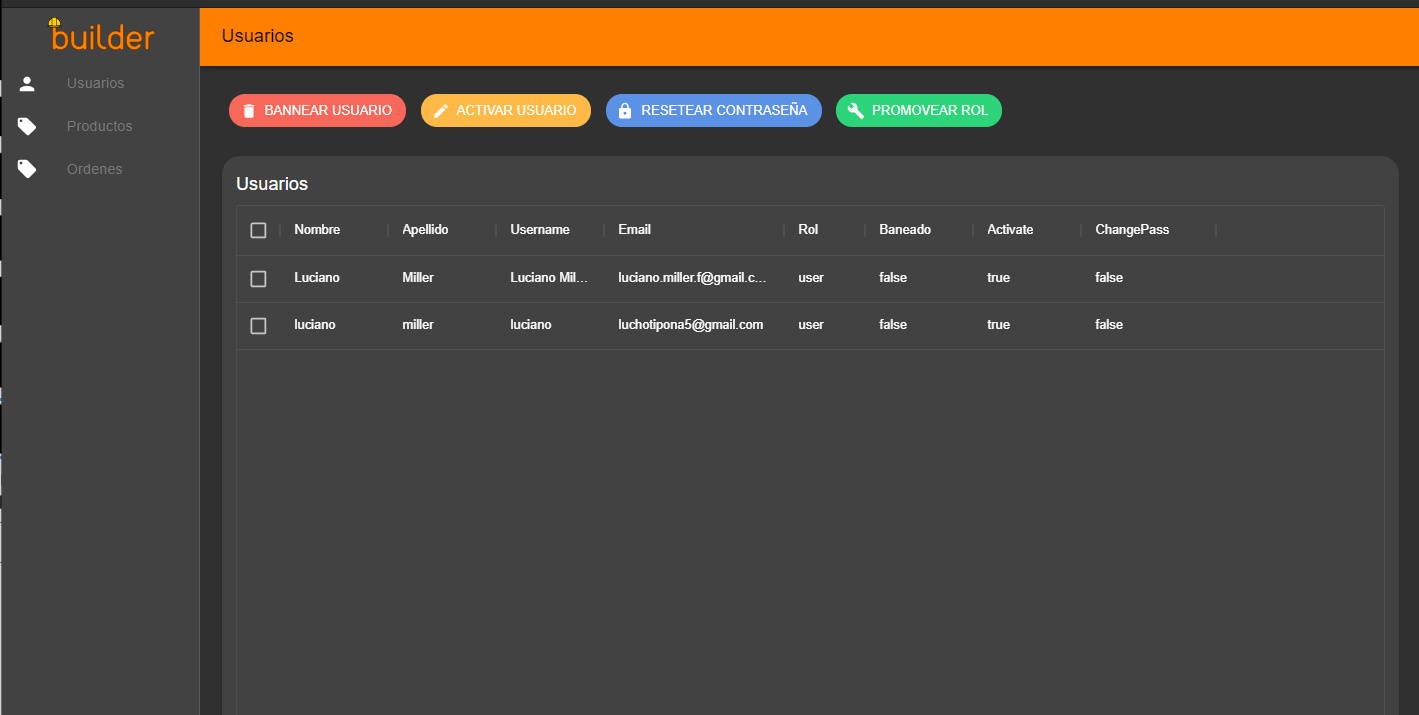 builder
Usuarios
Usuarios
Productos
Ordenes
BANNEAR USUARIO ACTIVAR USUARIO RESETEAR CONTRASEÑA PROMOVEAR ROL
Usuarios
Nombre Apellido Username Email Rol Baneado Activate ChangePass
Luciano Miller Luciano Mil... luciano.miller.f@gmail.c... user false true false
luciano miller luciano luchotipona5@gmail.com user false true false